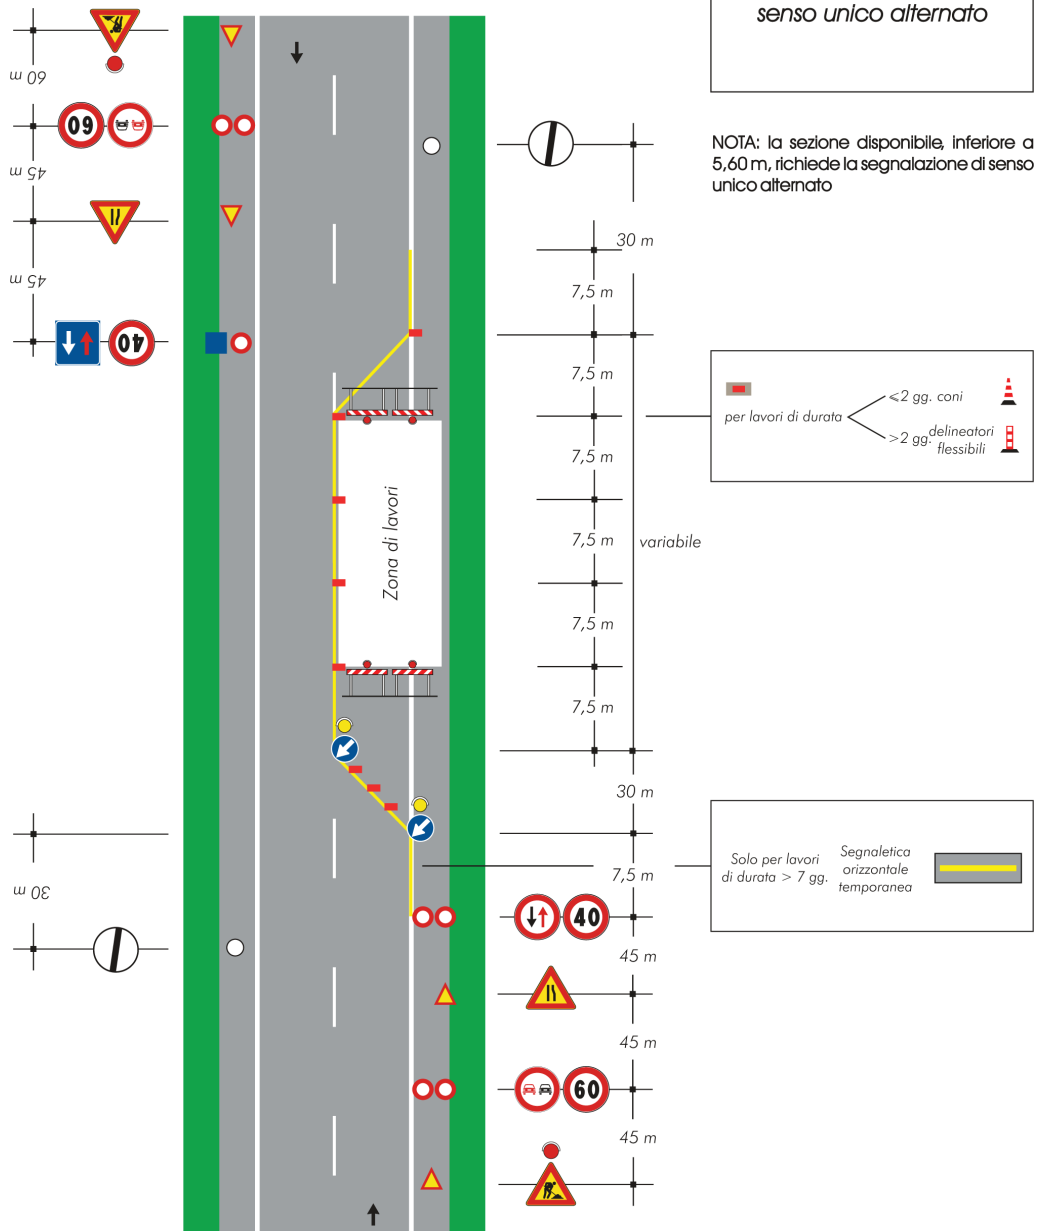 senso unico alternato
NOTA: la sezione disponibile, inferiore a
5,60 m, richiede la segnalazione di senso
unico alternato
60 m
60
45 m
45 m
40
30 m
30 m
7,5 m
7,5 m
7,5 m
7,5 m
7,5 m
7,5 m
variabile
30 m
7,5 m
40
45 m
45 m
60
45 m
Zona di lavori
per lavori di durata
⩽2 gg. coni
>2 gg. delineatori
flessibili
Solo per lavori
di durata > 7 gg.
Segnaletica
orizzontale
temporanea